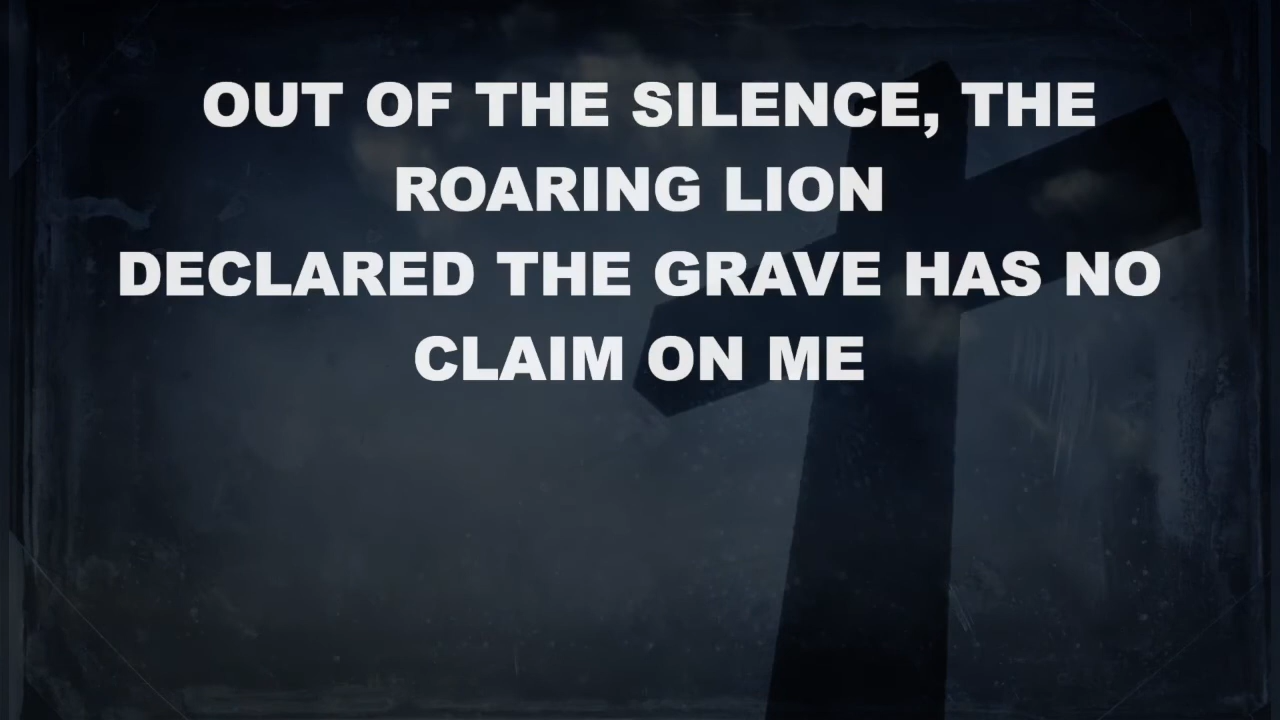 OUT OF THE SILENCE, THE
ROARING LION
DECLARED THE GRAVE HAS NO
CLAIM ON ME